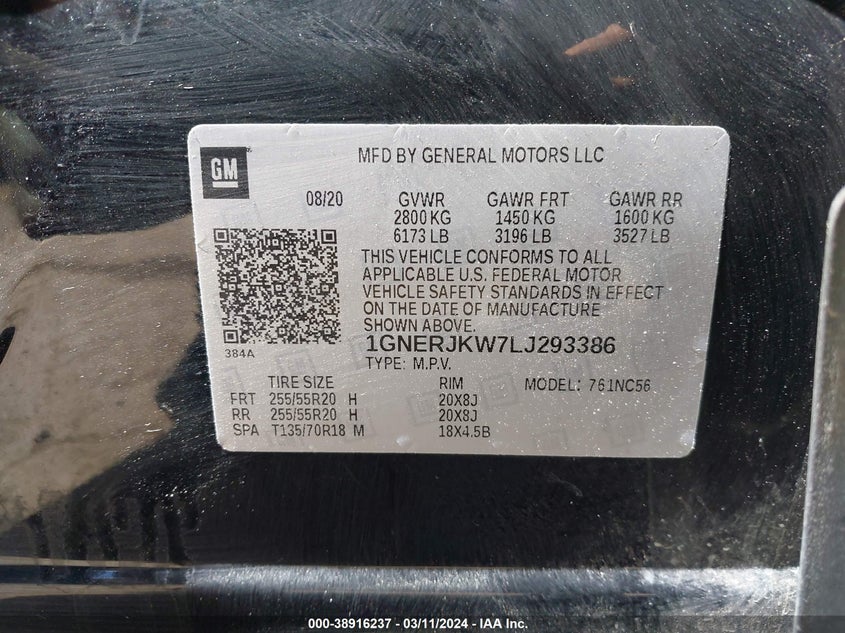 GM
MFD BY GENERAL MOTORS LLC
08/20 GVWR GAWR FRT GAWR RR
2800 KG 1450 KG 1600 KG
6173 LB 3196 LB 3527 LB
THIS VEHICLE CONFORMS TO ALL
APPLICABLE U.S. FEDERAL MOTOR
VEHICLE SAFETY STANDARDS IN EFFECT
ON THE DATE OF MANUFACTURE
SHOWN ABOVE.
384A
1GNERJKW7LJ293386
TYPE: M.P.V.
TIRE SIZE RIM MODEL: 761NC56
FRT 255/55R20 H 20X8J
RR 255/55R20 H 20X8J
SPA T135/70R18 M 18X4.5B
000-38916237 - 03/11/2024 - IAA Inc.